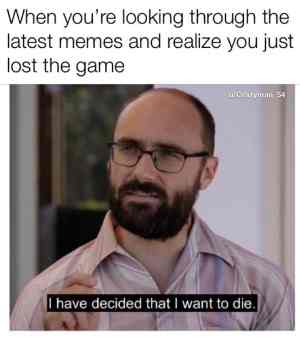 When you’re looking through the
latest memes and realize you just
lost the game
I have decided that I want to die.